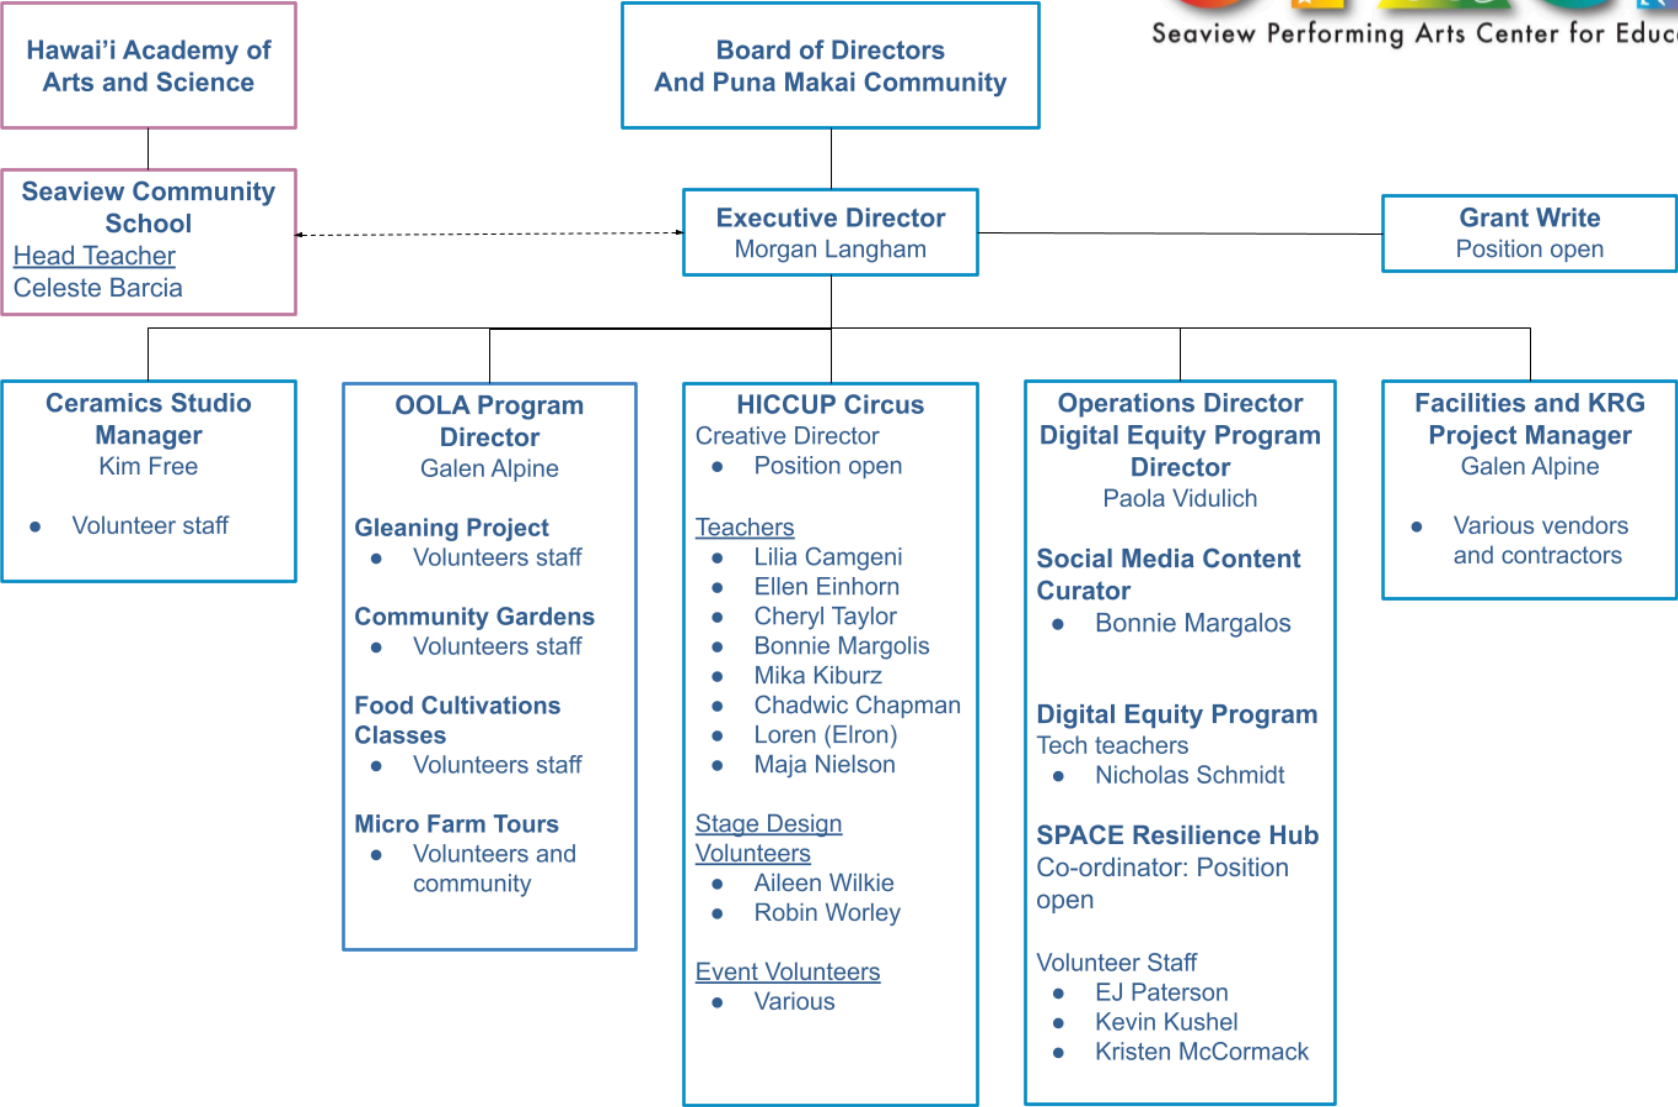 Seaview Performing Arts Center for
Hawai’i Academy of
Arts and Science
Board of Directors
And Puna Makai Community
Seaview Community
School
Head Teacher
Celeste Barcia
Executive Director
Morgan Langham
Grant Write
Position open
Ceramics Studio
Manager
Kim Free
● Volunteer staff
OOLA Program
Director
Galen Alpine
Gleaning Project
● Volunteers staff
Community Gardens
● Volunteers staff
Food Cultivations
Classes
● Volunteers staff
Micro Farm Tours
● Volunteers and
community
HICCUP Circus
Creative Director
● Position open
Teachers
● Lilia Camgeni
● Ellen Einhorn
● Cheryl Taylor
● Bonnie Margolis
● Mika Kiburz
● Chadwic Chapman
● Loren (Elron)
● Maja Nielson
Stage Design
Volunteers
● Aileen Wilkie
● Robin Worley
Event Volunteers
● Various
Operations Director
Digital Equity Program
Director
Paola Vidulich
Social Media Content
Curator
● Bonnie Margalos
Digital Equity Program
Tech teachers
● Nicholas Schmidt
SPACE Resilience Hub
Co-ordinator: Position
open
Volunteer Staff
● EJ Paterson
● Kevin Kushel
● Kristen McCormack
Facilities and KRG
Project Manager
Galen Alpine
● Various vendors
and contractors